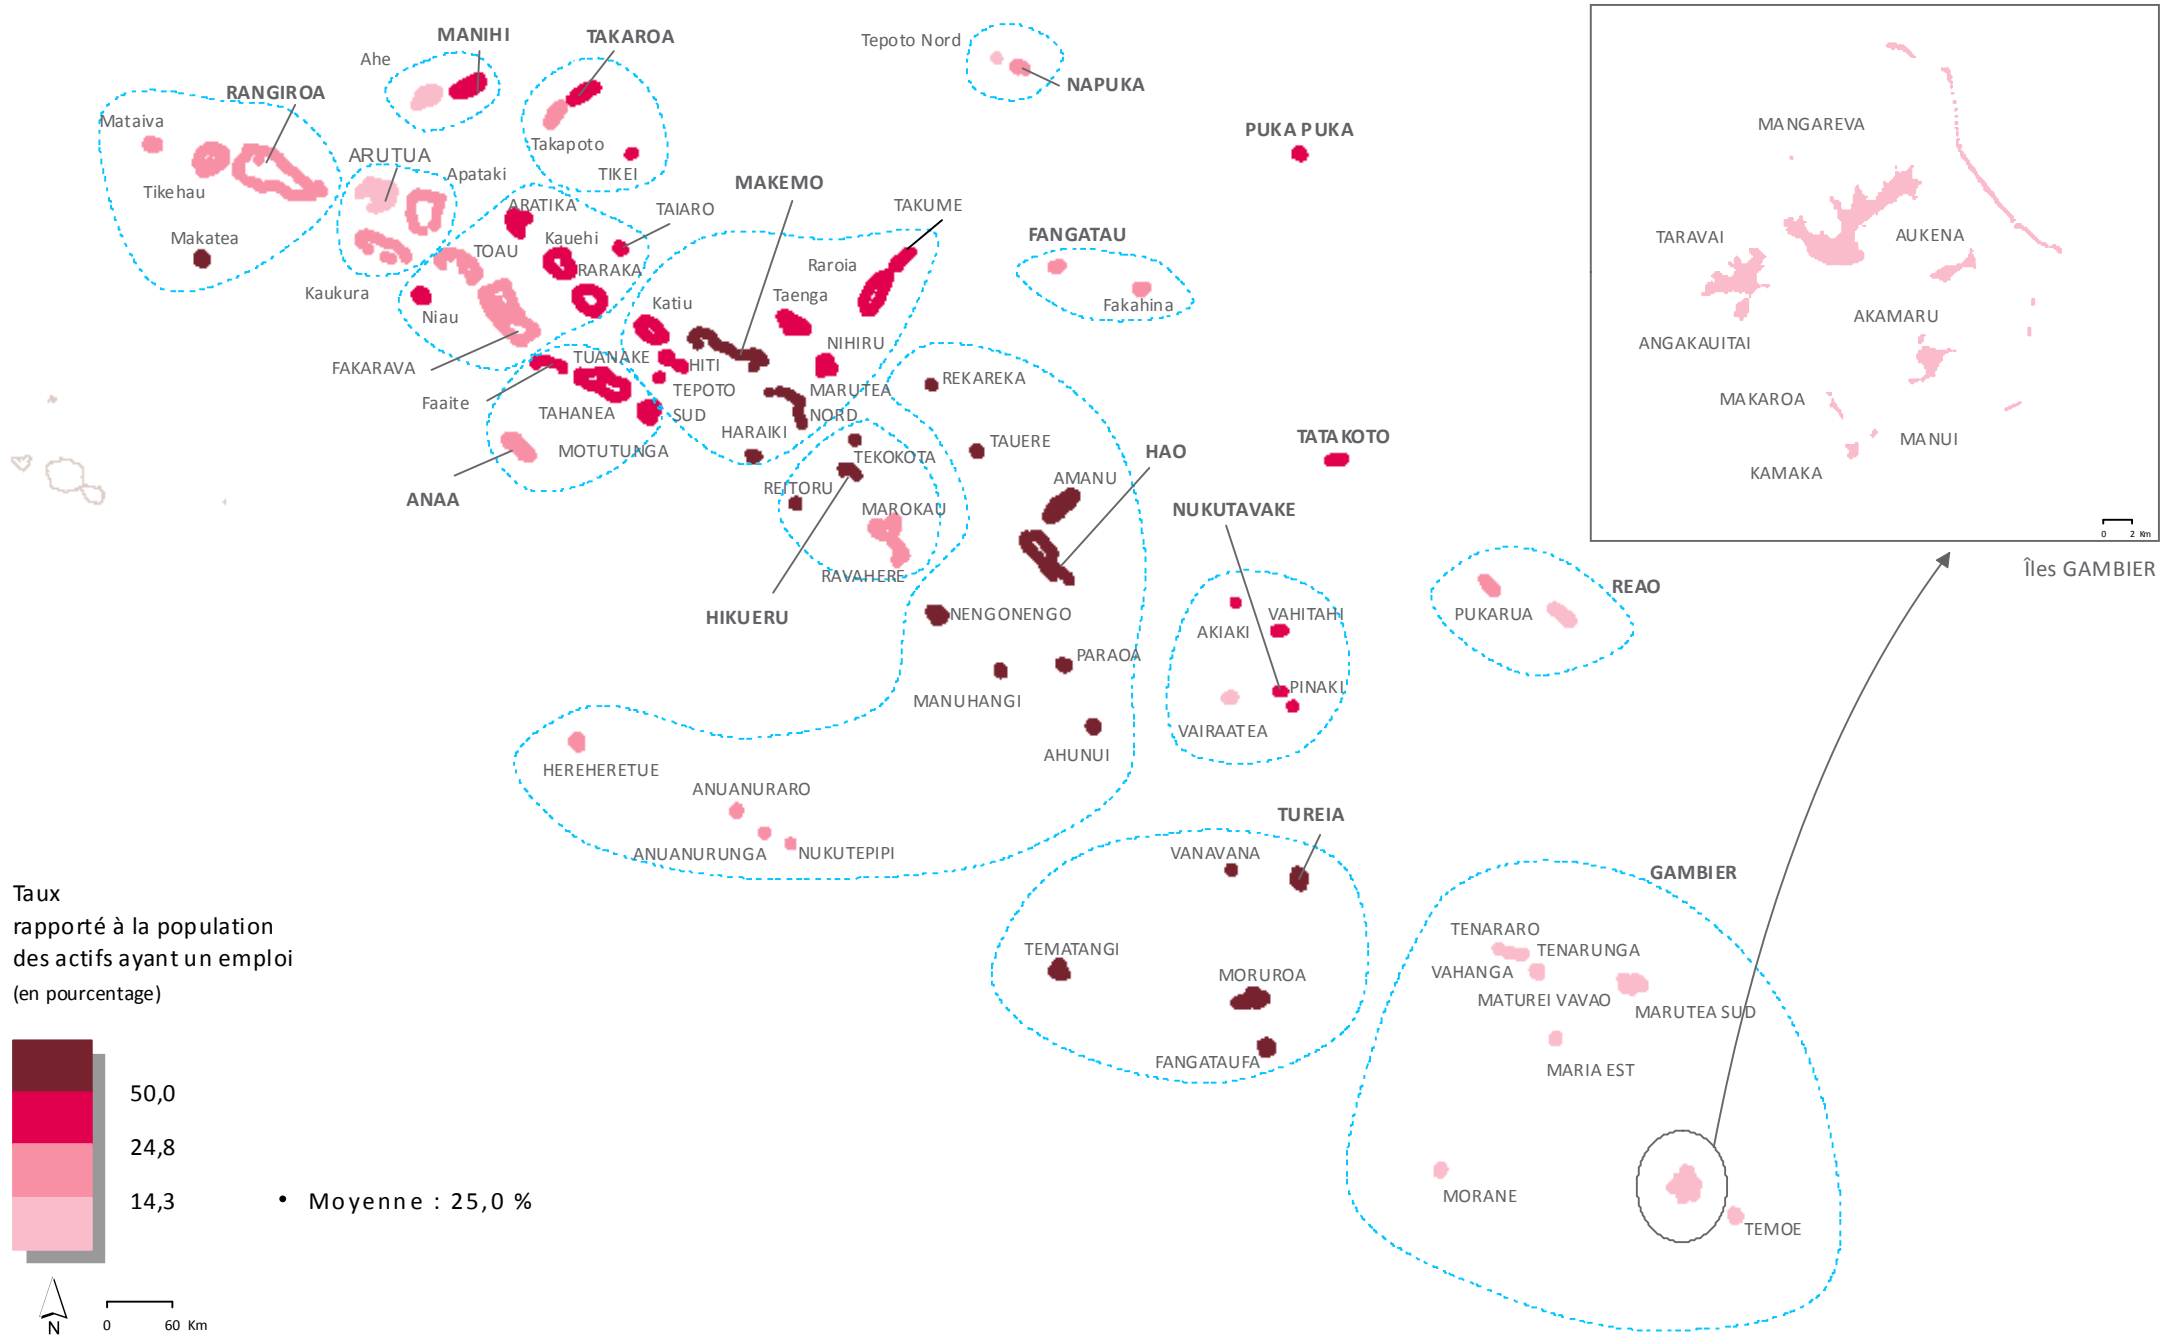 MANIHI
TAKAROA
Tepoto Nord
Ahe
NAPUKA
RANGIROA
Mataiva
PUKA PUKA
MANGAREVA
Takapoto
ARUTUA
Apataki
TIKEI
Tikehau
MAKEMO
ARATIKA
TAIARO
TAKUME
Makatea
Kauehi
TOAU
FANGATAU
TARAVAI
AUKENA
RARAKA
Raroia
Kaukura
Niau
Katiu
Taenga
Fakahina
AKAMARU
ANGAKAUITAI
NIHIRU
FAKARAVA
TUANAKE
HITI
REKAREKA
Faaite
TEPOTO
SUD
MARUTEA
NORD
TAHANEA
MAKAROA
HARAIKI
MANUI
MOTUTUNGA
TEKOKOTA
TAUERE
TATAKOTO
HAO
KAMAKA
ANAA
REITORU
AMANU
MAROKAU
NUKUTAVAKE
0 2 Km
Îles GAMBIER
RAVAHERE
REAO
HIKUERU
NENGONENGO
VAHITAHI
PUKARUA
AKIAKI
PARAOA
MANUHANGI
PINAKI
VAIRAATEA
AHUNUI
HEREHERETUE
ANUANURARO
TUREIA
ANUANURUNGA
NUKUTEPIPI
VANAVANA
GAMBIER
Taux
rapporté à la population
des actifs ayant un emploi
(en pourcentage)
TENARARO
TEMATANGI
TENARUNGA
MORUROA
VAHANGA
MATUREI VAVAO
MARUTEA SUD
FANGATAUFA
MARIA EST
50,0
24,8
14,3
• Moyenne : 25,0 %
MORANE
TEMOE
N
0 60 Km